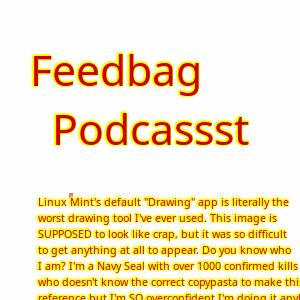 Feedbag
Podcassst
Linux Mint's default "Drawing" app is literally the
worst drawing tool I've ever used. This image is
SUPPOSED to look like crap, but it was so difficult
to get anything at all to appear. Do you know who
I am? I'm a Navy Seal with over 1000 confirmed kills
who doesn't know the correct copypasta to make thi
reference but I'm SO overconfident I'm doing it anyl